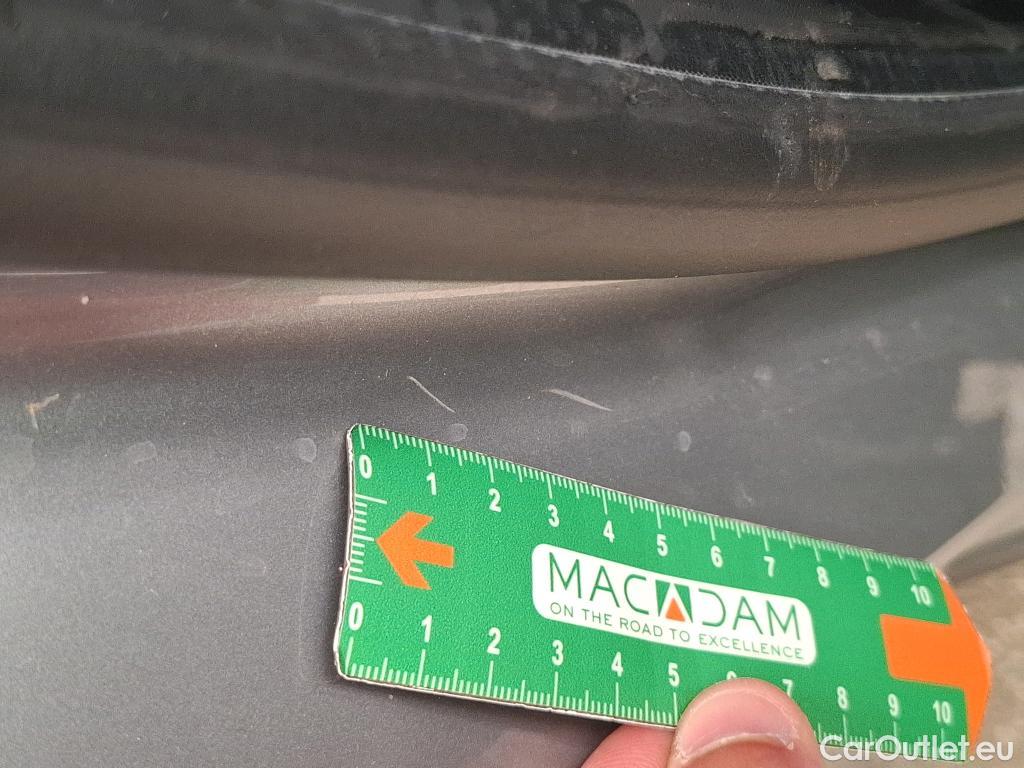 0 1 2 3 4 5 6 7 8 9 10
MACADAM
ON THE ROAD TO EXCELLENCE
0 1 2 3 4 5 7 8 9 10
CarOutlet.eu